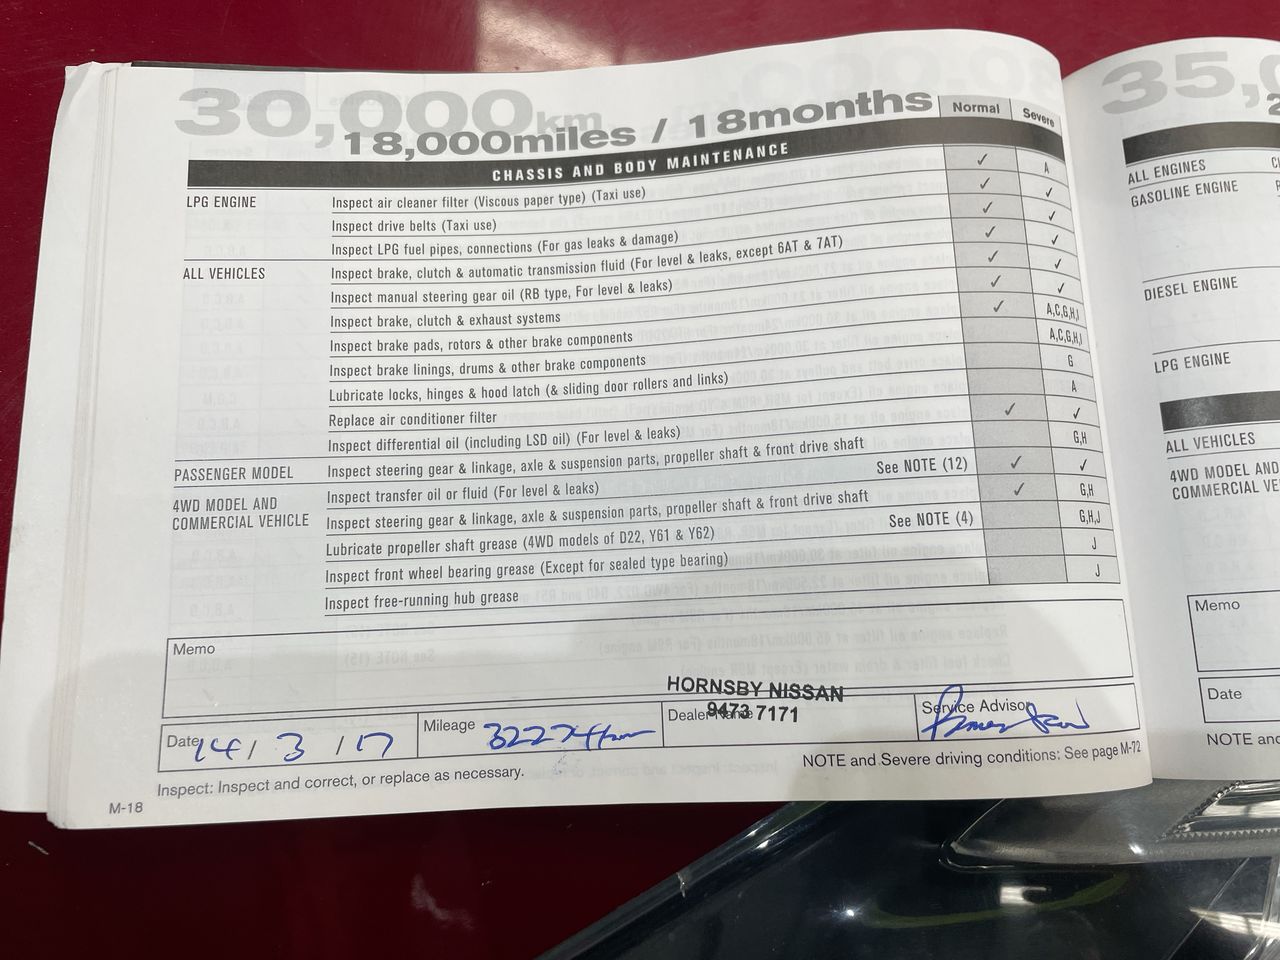 30,000km
18,000miles / 18months
Normal Severe
CHASSIS AND BODY MAINTENANCE
LPG ENGINE Inspect air cleaner filter (Viscous paper type) (Taxi use) ✓ A
Inspect drive belts (Taxi use) ✓ ✓
Inspect LPG fuel pipes, connections (For gas leaks & damage) ✓ ✓
ALL VEHICLES Inspect brake, clutch & automatic transmission fluid (For level & leaks, except 6AT & 7AT) ✓ ✓
Inspect manual steering gear oil (RB type, For level & leaks) ✓ ✓
Inspect brake, clutch & exhaust systems ✓ ✓
Inspect brake pads, rotors & other brake components ✓ A,C,G,H,I
Inspect brake linings, drums & other brake components A,C,G,H,I
Lubricate locks, hinges & hood latch (& sliding door rollers and links) G
Replace air conditioner filter A
Inspect differential oil (including LSD oil) (For level & leaks) ✓ ✓
PASSENGER MODEL Inspect steering gear & linkage, axle & suspension parts, propeller shaft & front drive shaft G,H
4WD MODEL AND COMMERCIAL VEHICLE Inspect transfer oil or fluid (For level & leaks) See NOTE (12) ✓ ✓
Inspect steering gear & linkage, axle & suspension parts, propeller shaft & front drive shaft ✓ G,H
Lubricate propeller shaft grease (4WD models of D22, Y61 & Y62) See NOTE (4) G,H,J
Inspect front wheel bearing grease (Except for sealed type bearing) J
Inspect free-running hub grease J
Memo
HORNSBY NISSAN
9473 7171
Date 14/3/17 Mileage Dealer Name Service Advisor
Inspect: Inspect and correct, or replace as necessary.
NOTE and Severe driving conditions: See page M-72
M-18
35,
ALL ENGINES
GASOLINE ENGINE
DIESEL ENGINE
LPG ENGINE
ALL VEHICLES
4WD MODEL AND
COMMERCIAL VE
Memo
Date
NOTE and